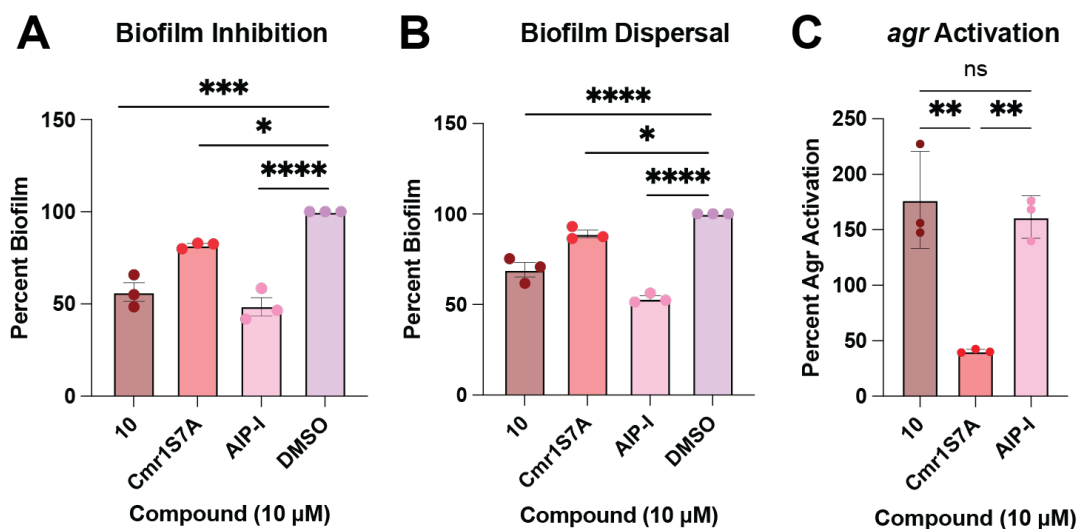 A Biofilm Inhibition
***
*
****
Percent Biofilm
150
100
50
0
10
Cmr1S7A
AIP-I
DMSO
Compound (10 µM)
B Biofilm Dispersal
****
*
****
Percent Biofilm
150
100
50
0
10
Cmr1S7A
AIP-I
DMSO
Compound (10 µM)
C agr Activation
ns
** **
Percent Agr Activation
250
200
150
100
50
0
10
Cmr1S7A
AIP-I
Compound (10 µM)